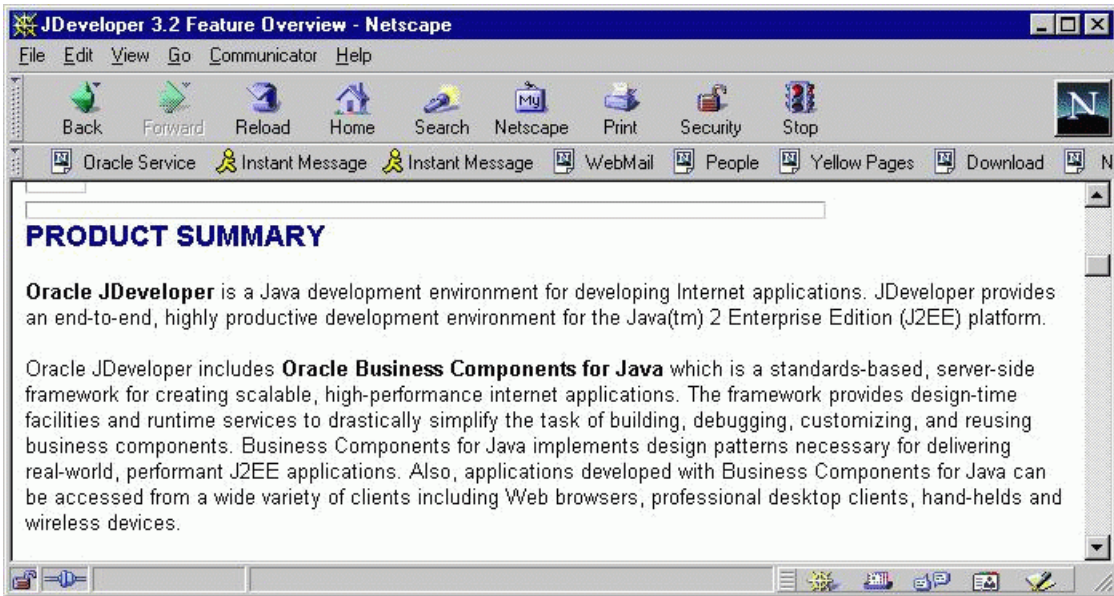 JDeveloper 3.2 Feature Overview - Netscape
File Edit View Go Communicator Help
Back Forward Reload Home Search My Netscape Print Security Stop N
Oracle Service Instant Message Instant Message WebMail People Yellow Pages Download N
PRODUCT SUMMARY
Oracle JDeveloper is a Java development environment for developing Internet applications. JDeveloper provides
an end-to-end, highly productive development environment for the Java(tm) 2 Enterprise Edition (J2EE) platform.
Oracle JDeveloper includes Oracle Business Components for Java which is a standards-based, server-side
framework for creating scalable, high-performance internet applications. The framework provides design-time
facilities and runtime services to drastically simplify the task of building, debugging, customizing, and reusing
business components. Business Components for Java implements design patterns necessary for delivering
real-world, performant J2EE applications. Also, applications developed with Business Components for Java can
be accessed from a wide variety of clients including Web browsers, professional desktop clients, hand-helds and
wireless devices.